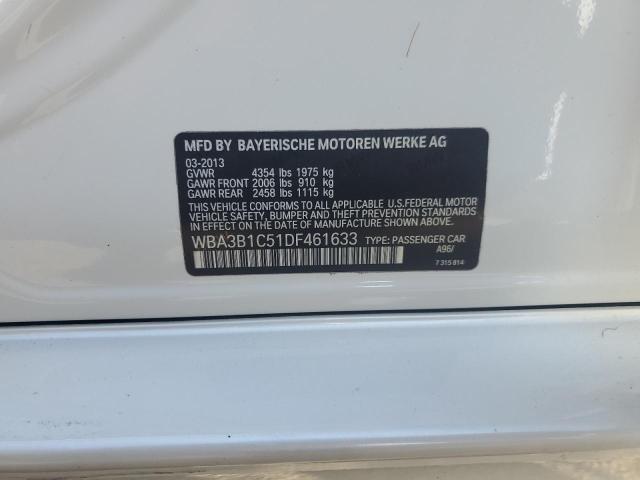 MFD BY BAYERISCHE MOTOREN WERKE AG
03-2013
GVWR 4354 lbs 1975 kg
GAWR FRONT 2006 lbs 910 kg
GAWR REAR 2458 lbs 1115 kg
THIS VEHICLE CONFORMS TO ALL APPLICABLE U.S.FEDERAL MOTOR
VEHICLE SAFETY, BUMPER AND THEFT PREVENTION STANDARDS IN
EFFECT ON THE DATE OF MANUFACTURE SHOWN ABOVE.
WBA3B1C51DF461633 TYPE: PASSENGER CAR
A96/
7 315 814